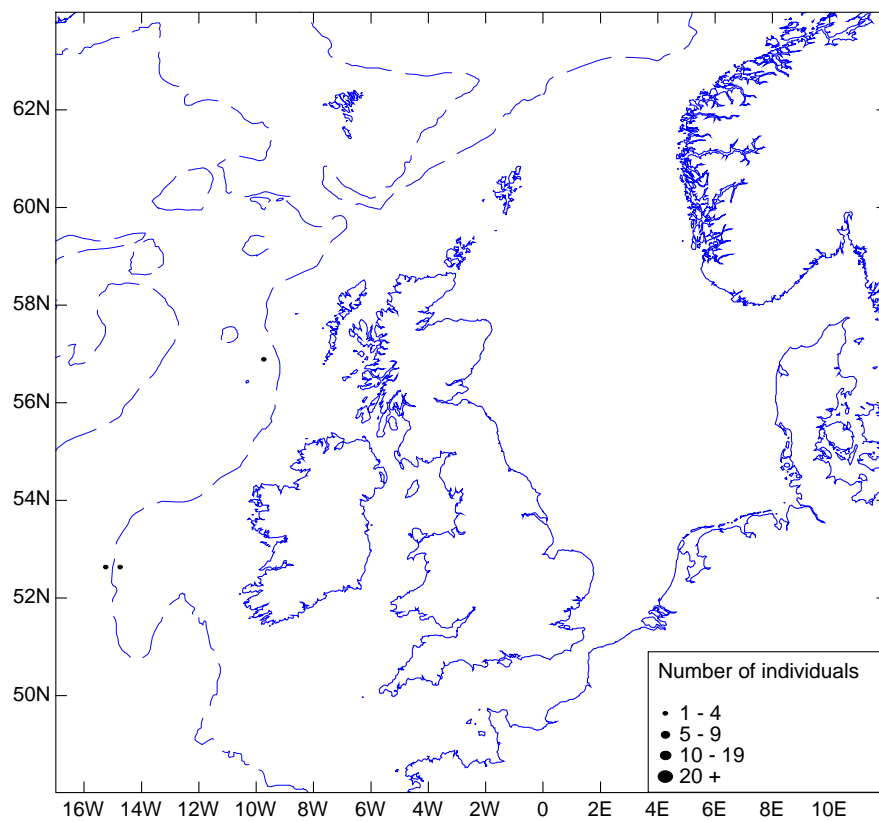 62N
60N
58N
56N
54N
52N
50N
Number of individuals
1 - 4
5 - 9
10 - 19
20 +
16W 14W 12W 10W 8W 6W 4W 2W 0 2E 4E 6E 8E 10E